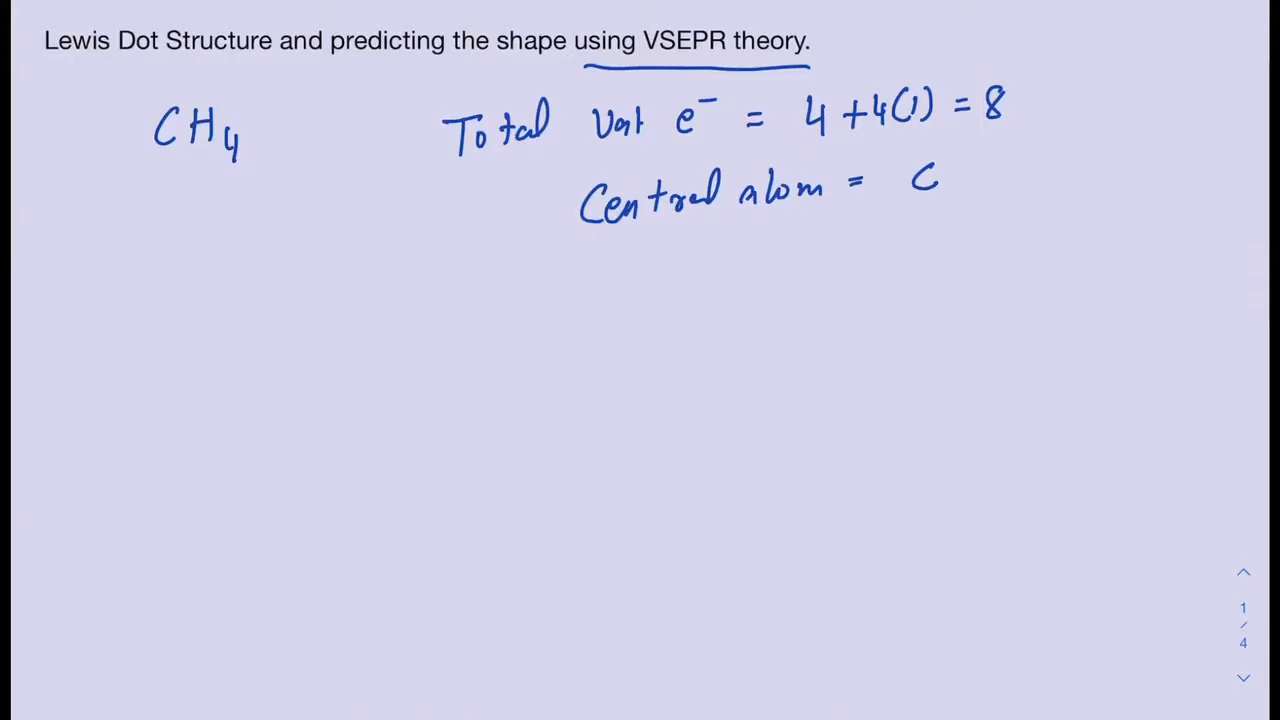 Lewis Dot Structure and predicting the shape using VSEPR theory.
CH₄ Total Val e⁻ = 4 + 4(1) = 8
Central atom = C
1
/
4